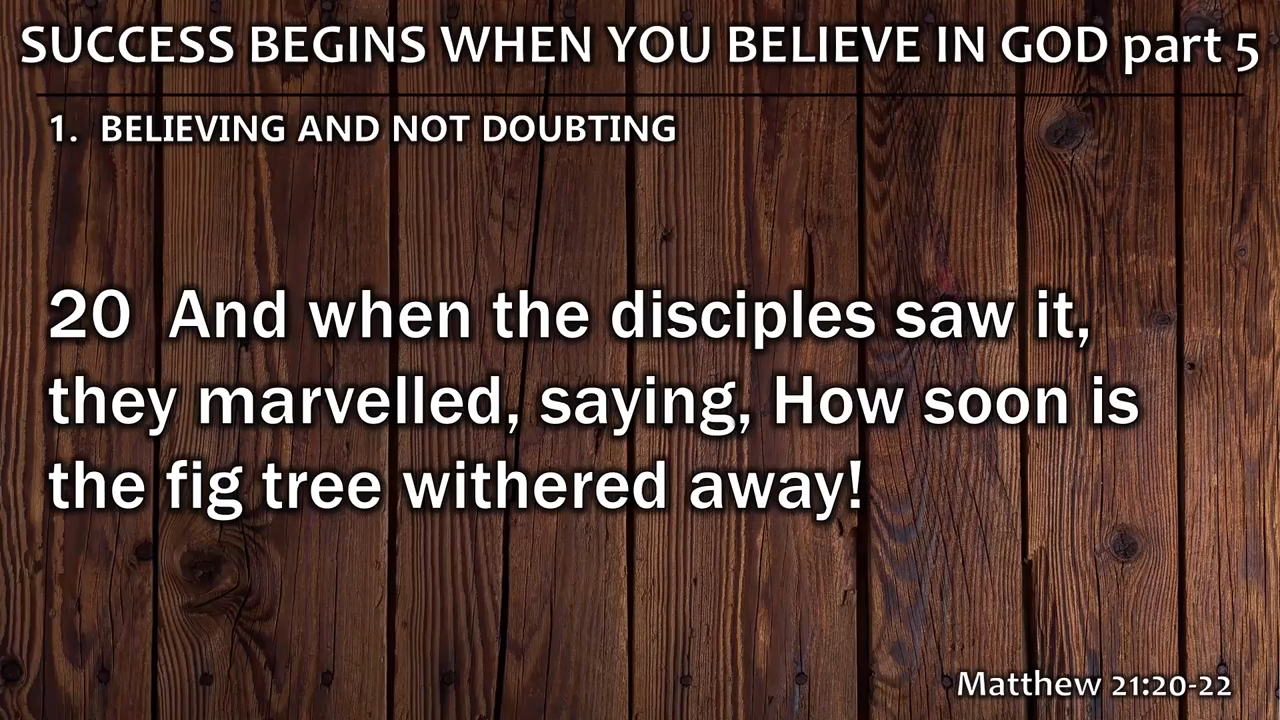 SUCCESS BEGINS WHEN YOU BELIEVE IN GOD part 5
1. BELIEVING AND NOT DOUBTING
20 And when the disciples saw it,
they marvelled, saying, How soon is
the fig tree withered away!
Matthew 21:20-22